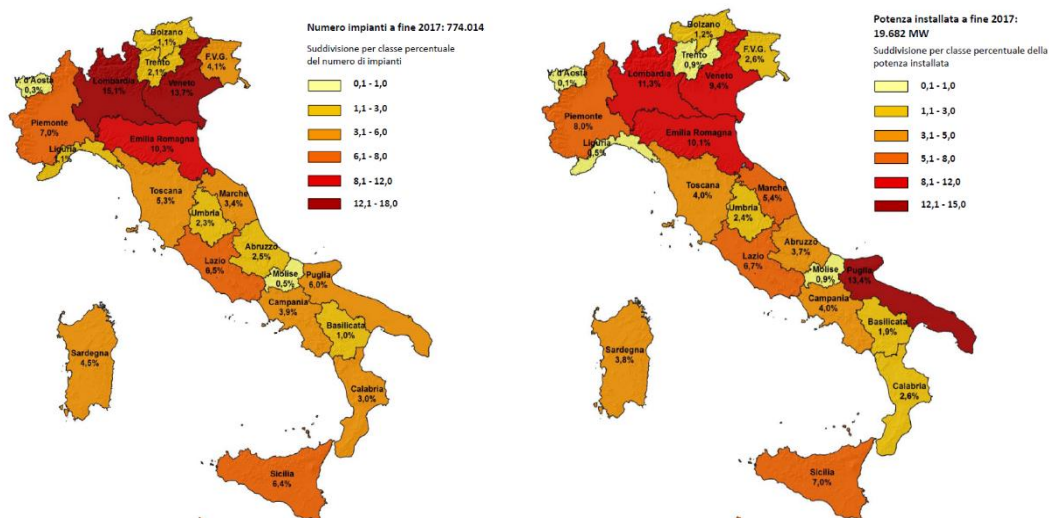 Numero impianti a fine 2017: 774.014
Suddivisione per classe percentuale
del numero di impianti
0,1 - 1,0
1,1 - 3,0
3,1 - 6,0
6,1 - 8,0
8,1 - 12,0
12,1 - 18,0
Bolzano
1,1%
Trento
2,1%
F.V.G.
4,1%
V. d'Aosta
0,3%
Lombardia
15,1%
Veneto
13,7%
Piemonte
7,0%
Emilia Romagna
10,3%
Liguria
1,1%
Toscana
5,3%
Marche
3,4%
Umbria
2,3%
Abruzzo
2,5%
Lazio
6,5%
Molise
0,5%
Puglia
6,0%
Campania
3,9%
Basilicata
1,0%
Sardegna
4,5%
Calabria
3,0%
Sicilia
6,4%
Potenza installata a fine 2017:
19.682 MW
Suddivisione per classe percentuale della
potenza installata
0,1 - 1,0
1,1 - 3,0
3,1 - 5,0
5,1 - 8,0
8,1 - 12,0
12,1 - 15,0
Bolzano
1,2%
Trento
0,9%
F.V.G.
2,6%
V. d'Aosta
0,1%
Lombardia
11,3%
Veneto
9,4%
Piemonte
8,0%
Emilia Romagna
10,1%
Liguria
0,5%
Toscana
4,0%
Marche
5,4%
Umbria
2,4%
Abruzzo
3,7%
Lazio
6,7%
Molise
0,9%
Puglia
13,4%
Campania
4,0%
Basilicata
1,9%
Sardegna
3,8%
Calabria
2,6%
Sicilia
7,0%